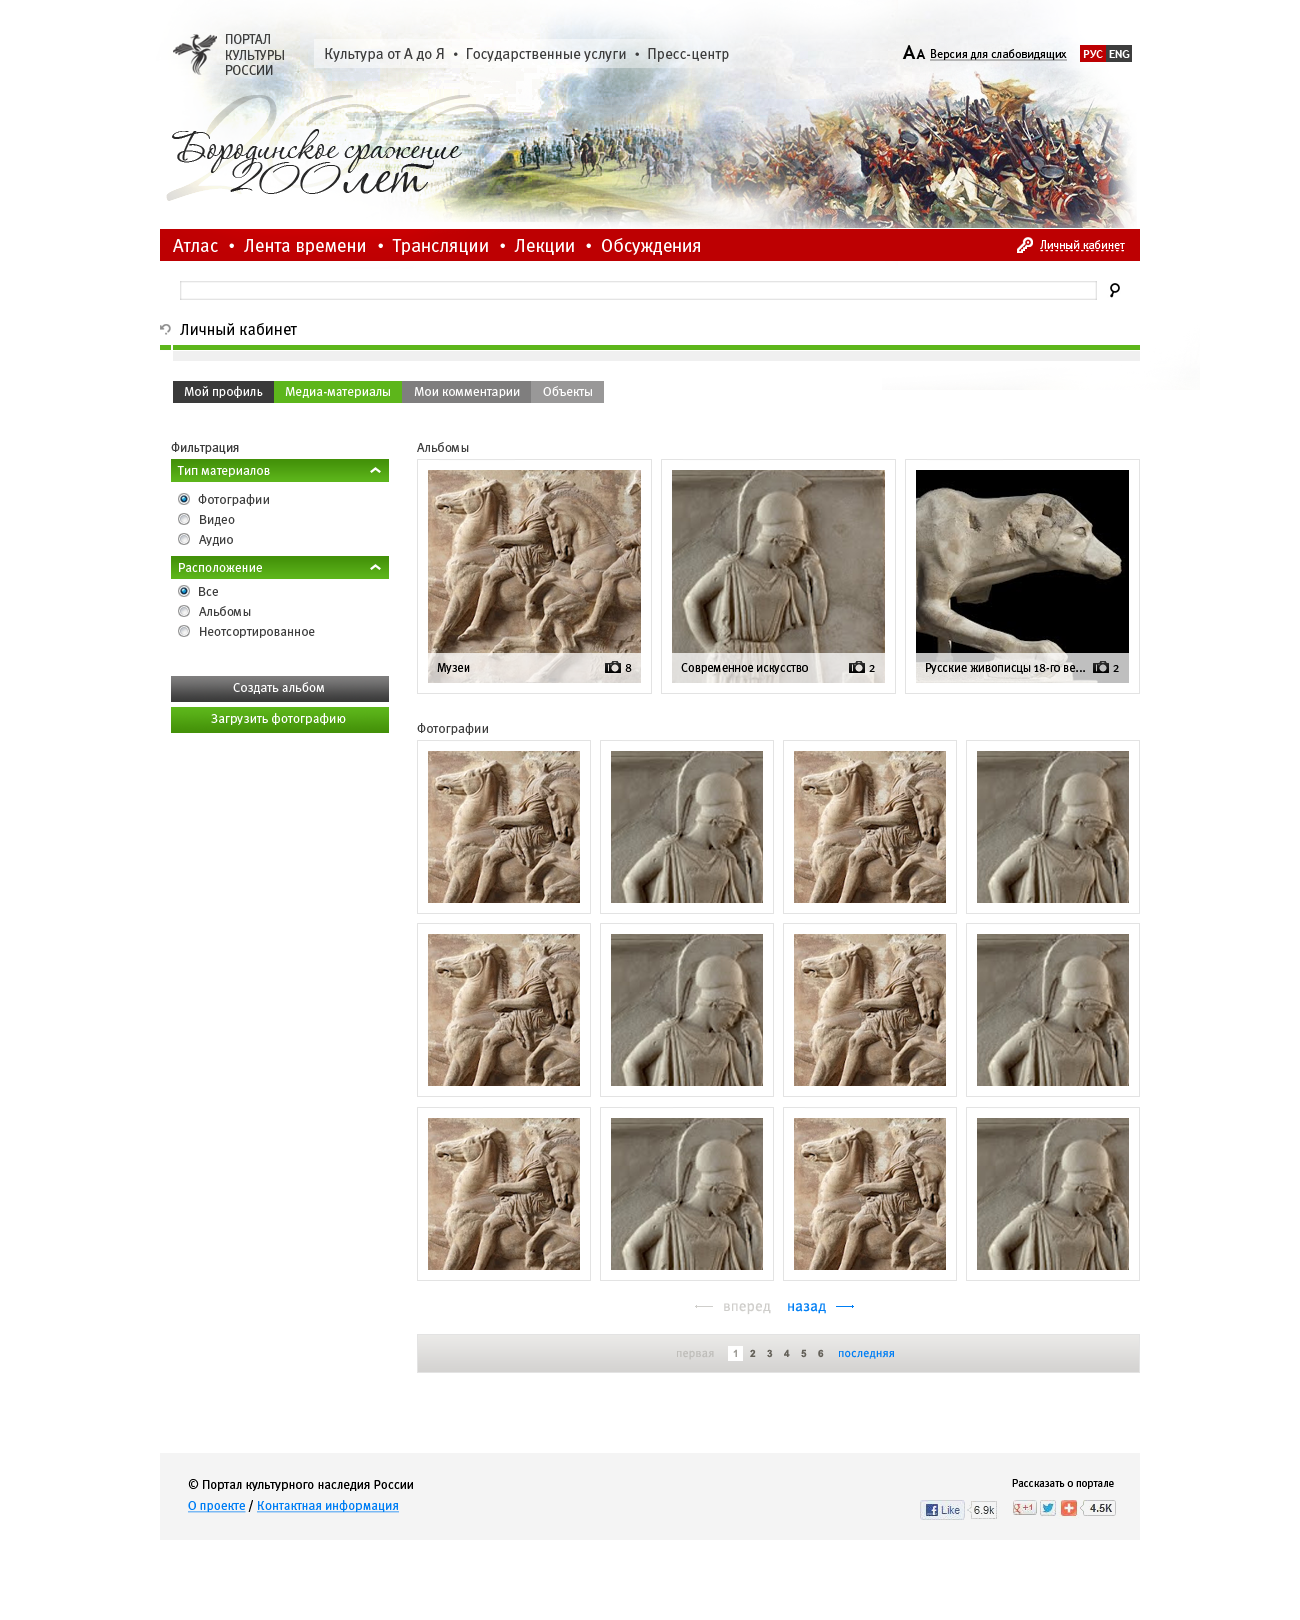 ПОРТАЛ
КУЛЬТУРЫ
РОССИИ
Культура от А до Я • Государственные услуги • Пресс-центр
АА Версия для слабовидящих
РУС ENG
Бородинское сражение
200 лет
Атлас • Лента времени • Трансляции • Лекции • Обсуждения
Личный кабинет
Личный кабинет
Мой профиль Медиа-материалы Мои комментарии Объекты
Фильтрация
Тип материалов
Фотографии
Видео
Аудио
Расположение
Все
Альбомы
Неотсортированное
Создать альбом
Загрузить фотографию
Альбомы
Музеи 8
Современное искусство 2
Русские живописцы 18-го ве... 2
Фотографии
вперед назад
первая 1 2 3 4 5 6 последняя
© Портал культурного наследия России
О проекте / Контактная информация
Рассказать о портале
Like 6.9k +1 4.5K